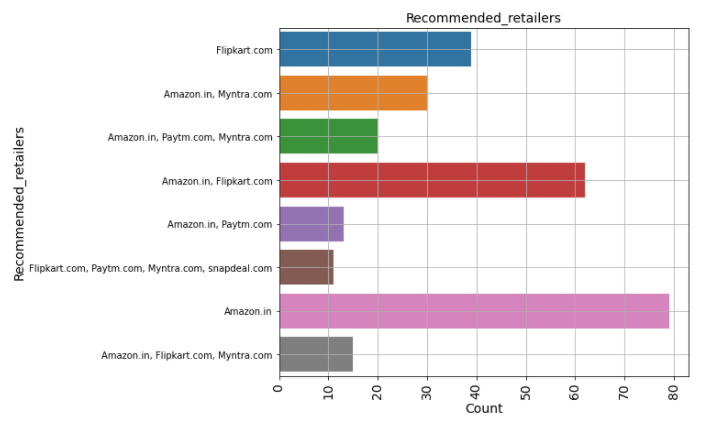 Recommended_retailers
Recommended_retailers
Flipkart.com
Amazon.in, Myntra.com
Amazon.in, Paytm.com, Myntra.com
Amazon.in, Flipkart.com
Amazon.in, Paytm.com
Flipkart.com, Paytm.com, Myntra.com, snapdeal.com
Amazon.in
Amazon.in, Flipkart.com, Myntra.com
0 10 20 30 40 50 60 70 80
Count